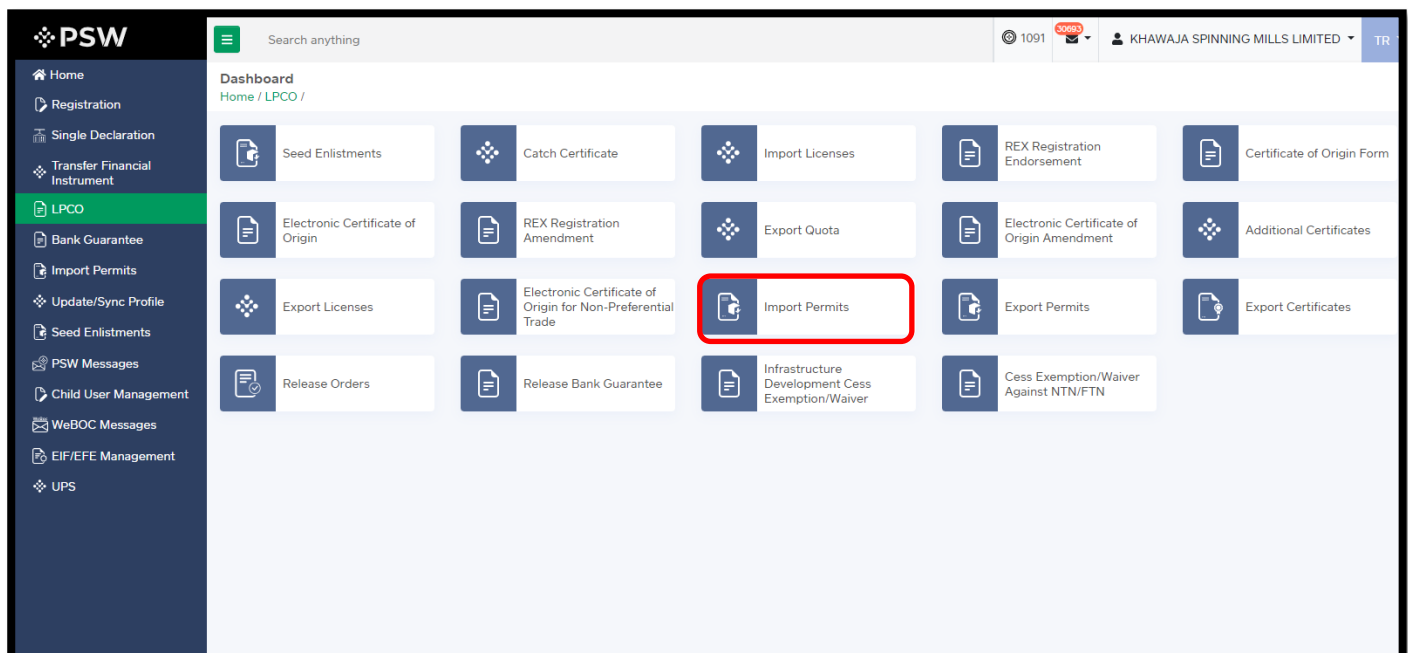 PSW
Search anything
1091
30693
KHAWAJA SPINNING MILLS LIMITED
TR
Home
Registration
Single Declaration
Transfer Financial
Instrument
LPCO
Bank Guarantee
Import Permits
Update/Sync Profile
Seed Enlistments
PSW Messages
Child User Management
WeBOC Messages
EIF/EFE Management
UPS
Dashboard
Home / LPCO /
Seed Enlistments
Catch Certificate
Import Licenses
REX Registration
Endorsement
Certificate of Origin Form
Electronic Certificate of
Origin
REX Registration
Amendment
Export Quota
Electronic Certificate of
Origin Amendment
Additional Certificates
Export Licenses
Electronic Certificate of
Origin for Non-Preferential
Trade
Import Permits
Export Permits
Export Certificates
Release Orders
Release Bank Guarantee
Infrastructure
Development Cess
Exemption/Waiver
Cess Exemption/Waiver
Against NTN/FTN